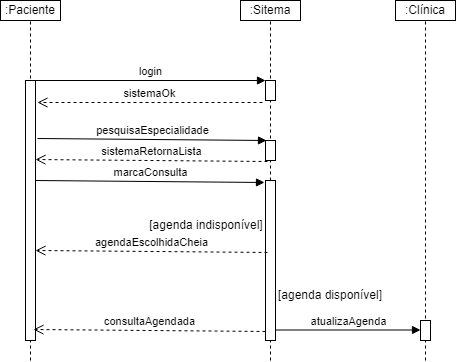 :Paciente
:Sitema
:Clínica
login
sistemaOk
pesquisaEspecialidade
sistemaRetornaLista
marcaConsulta
[agenda indisponível]
agendaEscolhidaCheia
[agenda disponível]
consultaAgendada
atualizaAgenda